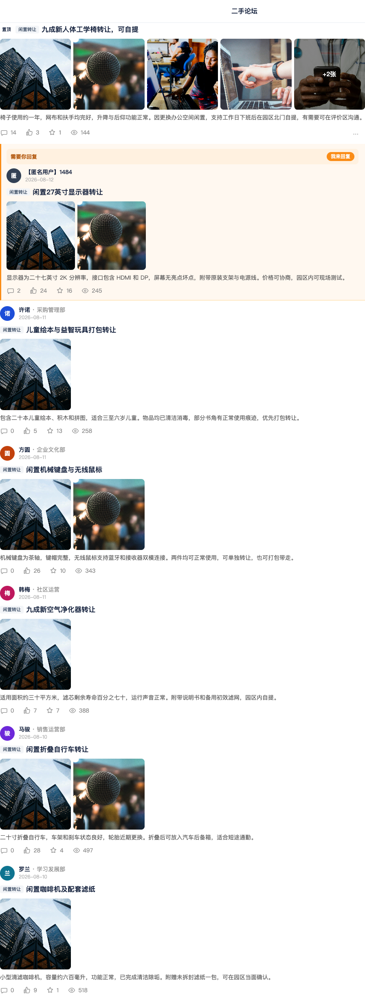 二手论坛
置顶 闲置转让 九成新人体工学椅转让，可自提
+2张
椅子使用约一年，网布和扶手均完好，升降与后仰功能正常。因更换办公空间闲置，支持工作日下班后在园区北门自提，有需要可在评价区沟通。
14 3 1 144 ...
需要你回复 我来回复
匿 【匿名用户】1484
2026-08-12
闲置转让 闲置27英寸显示器转让
显示器为二十七英寸 2K 分辨率，接口包含 HDMI 和 DP，屏幕无亮点坏点，附带原装支架与电源线。价格可协商，园区内可现场测试。
2 24 16 245
诺 许诺 · 采购管理部
2026-08-11
闲置转让 儿童绘本与益智玩具打包转让
包含二十本儿童绘本、积木和拼图，适合三至六岁儿童。物品均已清洁消毒，部分书角有正常使用痕迹，优先打包转让。
0 5 13 258
圆 方圆 · 企业文化部
2026-08-11
闲置转让 闲置机械键盘与无线鼠标
机械键盘为茶轴，键帽完整，无线鼠标支持蓝牙和接收器双模连接。两件均可正常使用，可单独转让，也可打包带走。
0 26 10 343
梅 韩梅 · 社区运营
2026-08-11
闲置转让 九成新空气净化器转让
适用面积约三十平方米，滤芯剩余寿命百分之七十，运行声音正常。附带说明书和备用初效滤网，园区内自提。
0 7 7 388
骏 马骏 · 销售运营部
2026-08-10
闲置转让 闲置折叠自行车转让
二十寸折叠自行车，车架和刹车状态良好，轮胎近期更换。折叠后可放入汽车后备箱，适合短途通勤。
0 28 4 497
兰 罗兰 · 学习发展部
2026-08-10
闲置转让 闲置咖啡机及配套滤纸
小型滴滤咖啡机，容量约六百毫升，功能正常，已完成清洁除垢。附赠未拆封滤纸一包，可在园区当面确认。
0 9 1 518